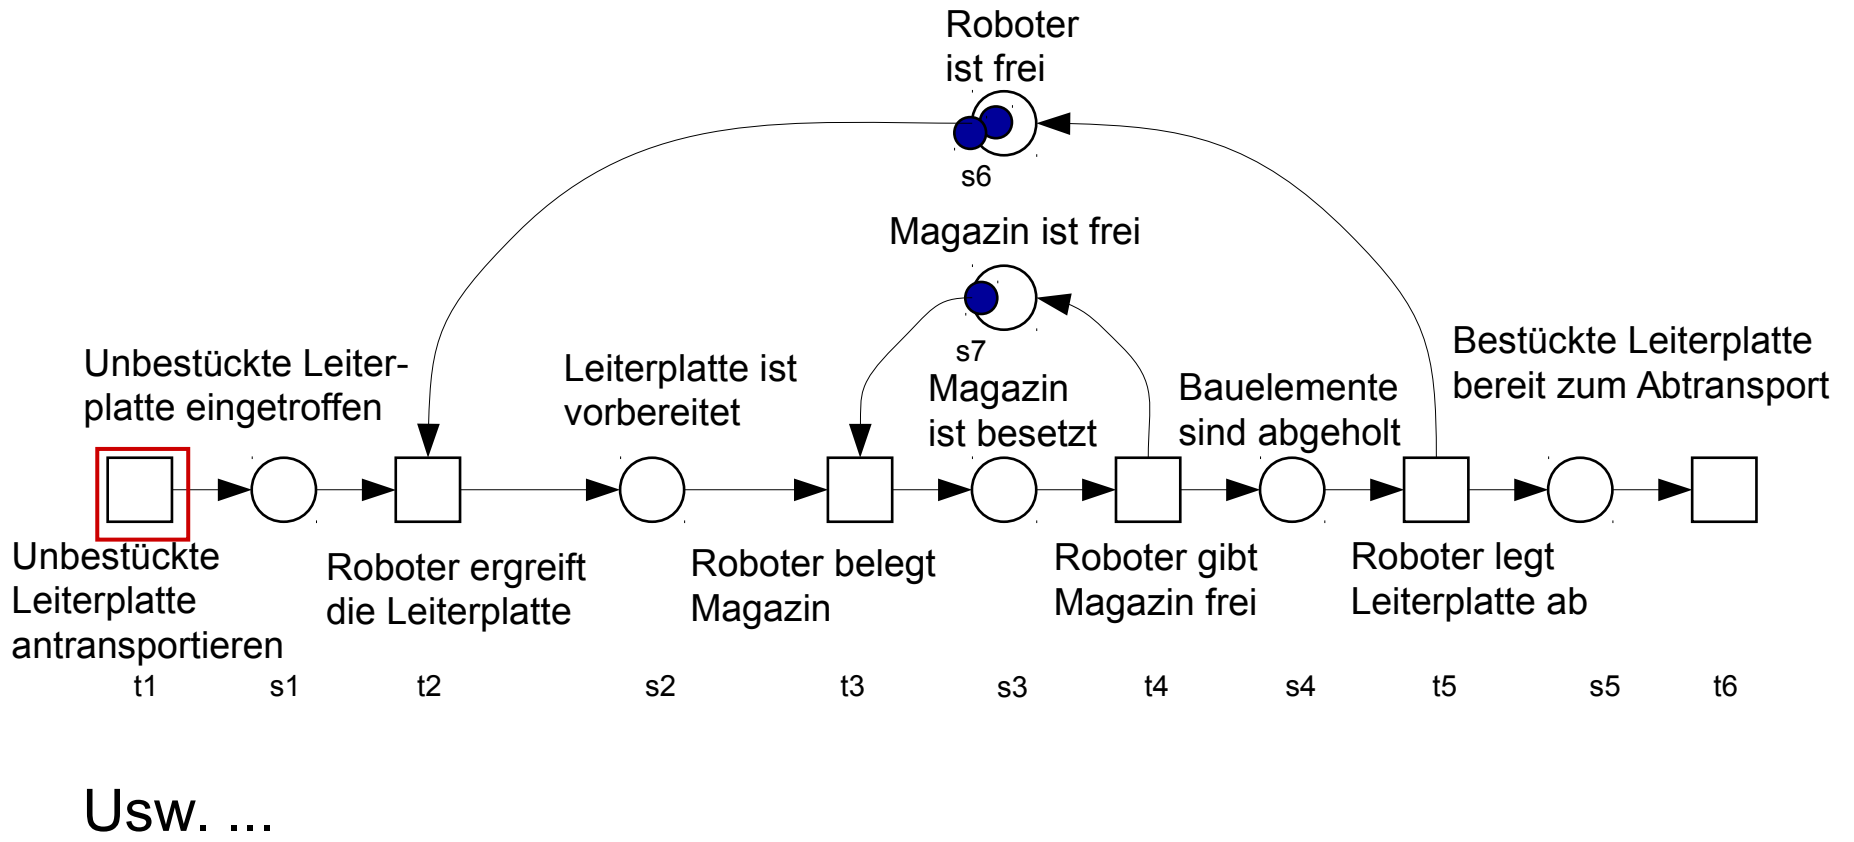 Roboter
ist frei
s6
Magazin ist frei
s7
Unbestückte Leiter-
platte eingetroffen
Leiterplatte ist
vorbereitet
Magazin
ist besetzt
Bauelemente
sind abgeholt
Bestückte Leiterplatte
bereit zum Abtransport
Unbestückte
Leiterplatte
antransportieren
Roboter ergreift
die Leiterplatte
Roboter belegt
Magazin
Roboter gibt
Magazin frei
Roboter legt
Leiterplatte ab
t1 s1 t2 s2 t3 s3 t4 s4 t5 s5 t6
Usw. ...